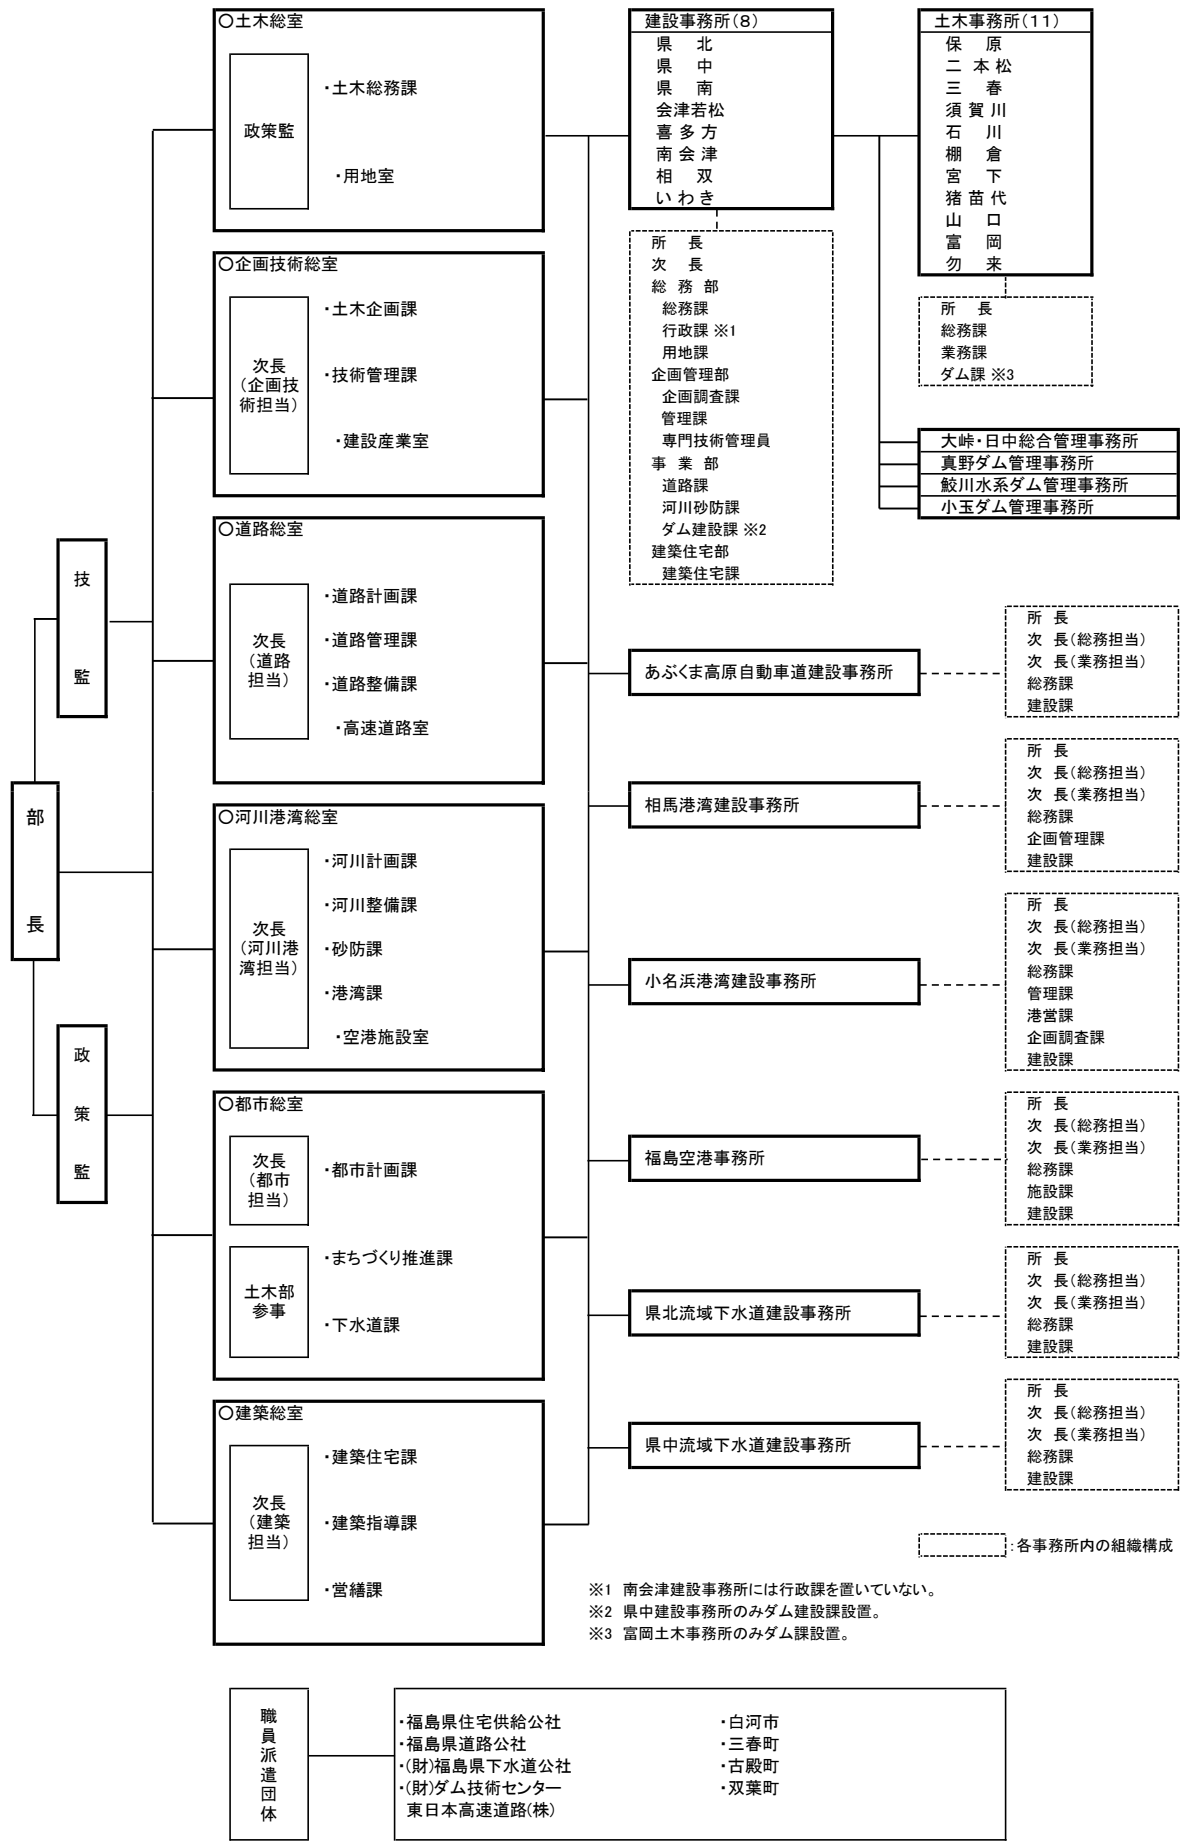 部長
技監
政策監
〇土木総室
政策監
・土木総務課
・用地室
〇企画技術総室
次長
(企画技
術担当)
・土木企画課
・技術管理課
・建設産業室
〇道路総室
次長
(道路
担当)
・道路計画課
・道路管理課
・道路整備課
・高速道路室
〇河川港湾総室
次長
(河川港
湾担当)
・河川計画課
・河川整備課
・砂防課
・港湾課
・空港施設室
〇都市総室
次長
(都市
担当)
・都市計画課
土木部
参事
・まちづくり推進課
・下水道課
〇建築総室
次長
(建築
担当)
・建築住宅課
・建築指導課
・営繕課
建設事務所(8)
県 北
県 中
県 南
会津若松
喜多方
南会津
相 双
いわき
所 長
次 長
総 務 部
総務課
行政課 ※1
用地課
企画管理部
企画調査課
管理課
専門技術管理員
事 業 部
道路課
河川砂防課
ダム建設課 ※2
建築住宅部
建築住宅課
土木事務所(11)
保 原
二 本 松
三 春
須 賀 川
石 川
棚 倉
宮 下
猪 苗 代
山 口
富 岡
勿 来
所 長
総務課
業務課
ダム課 ※3
大峠・日中総合管理事務所
真野ダム管理事務所
鮫川水系ダム管理事務所
小玉ダム管理事務所
あぶくま高原自動車道建設事務所
所 長
次 長(総務担当)
次 長(業務担当)
総務課
建設課
相馬港湾建設事務所
所 長
次 長(総務担当)
次 長(業務担当)
総務課
企画管理課
建設課
小名浜港湾建設事務所
所 長
次 長(総務担当)
次 長(業務担当)
総務課
管理課
港営課
企画調査課
建設課
福島空港事務所
所 長
次 長(総務担当)
次 長(業務担当)
総務課
施設課
建設課
県北流域下水道建設事務所
所 長
次 長(総務担当)
次 長(業務担当)
総務課
建設課
県中流域下水道建設事務所
所 長
次 長(総務担当)
次 長(業務担当)
総務課
建設課
:各事務所内の組織構成
※1 南会津建設事務所には行政課を置いていない。
※2 県中建設事務所のみダム建設課設置。
※3 富岡土木事務所のみダム課設置。
職員派遣団体
・福島県住宅供給公社
・福島県道路公社
・(財)福島県下水道公社
・(財)ダム技術センター
東日本高速道路(株)
・白河市
・三春町
・古殿町
・双葉町